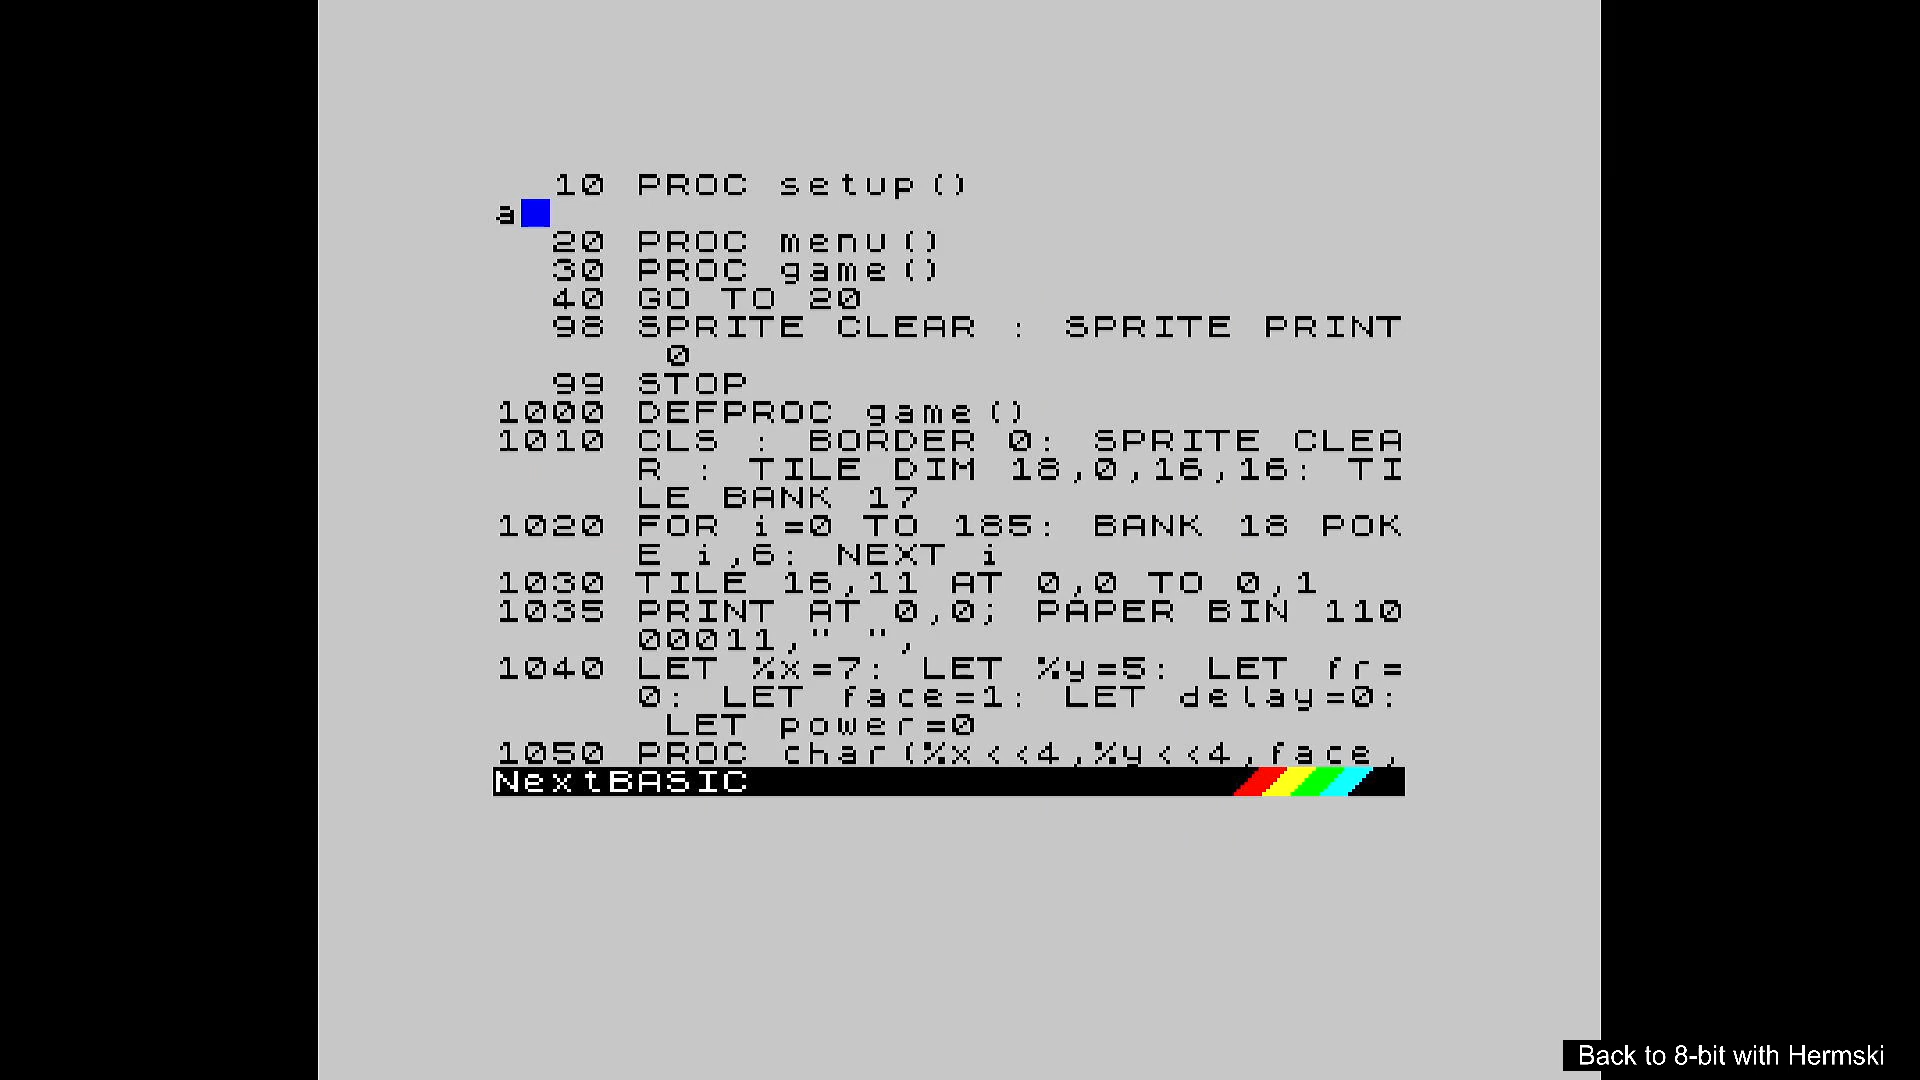 10 PROC setup()
a
20 PROC menu()
30 PROC game()
40 GO TO 20
98 SPRITE CLEAR : SPRITE PRINT
0
99 STOP
1000 DEFPROC game()
1010 CLS : BORDER 0: SPRITE CLEA
R : TILE DIM 18,0,16,16: TI
LE BANK 17
1020 FOR i=0 TO 185: BANK 18 POK
E i,6: NEXT i
1030 TILE 16,11 AT 0,0 TO 0,1
1035 PRINT AT 0,0; PAPER BIN 110
00011," ",
1040 LET %x=7: LET %y=5: LET fr=
0: LET face=1: LET delay=0:
LET power=0
1050 PROC char(%x<<4,%y<<4,face,
NextBASIC
Back to 8-bit with Hermski